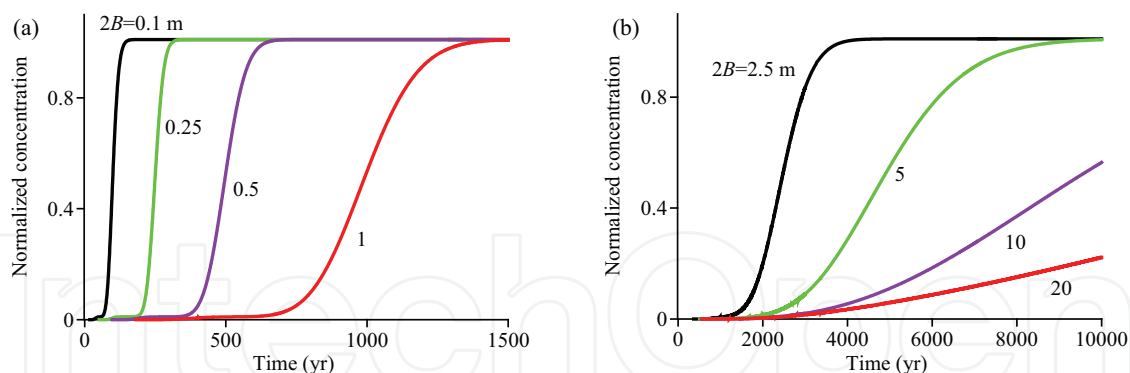 (a)
2B=0.1 m
0.25
0.5
1
Normalized concentration
0.8
0.4
0
0
500
1000
1500
Time (yr)
(b)
2B=2.5 m
5
10
20
Normalized concentration
0.8
0.4
0
0
2000
4000
6000
8000
10000
Time (yr)
intechopen